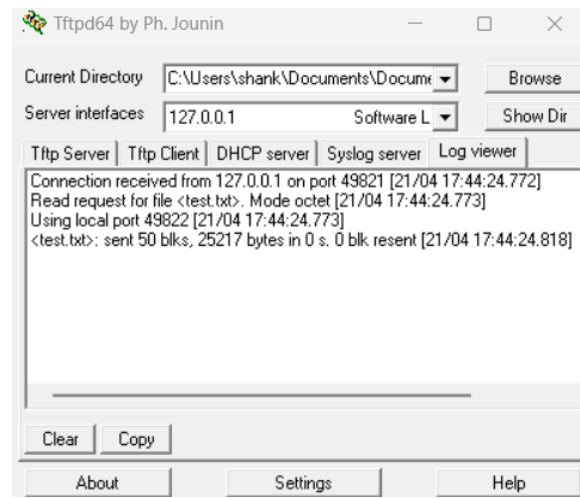 Tftpd64 by Ph. Jounin
Current Directory C:\Users\shank\Documents\Docume Browse
Server interfaces 127.0.0.1 Software L Show Dir
Tftp Server Tftp Client DHCP server Syslog server Log viewer
Connection received from 127.0.0.1 on port 49821 [21/04 17:44:24.772]
Read request for file <test.txt>. Mode octet [21/04 17:44:24.773]
Using local port 49822 [21/04 17:44:24.773]
<test.txt>: sent 50 blks, 25217 bytes in 0 s. 0 blk resent [21/04 17:44:24.818]
Clear Copy
About Settings Help